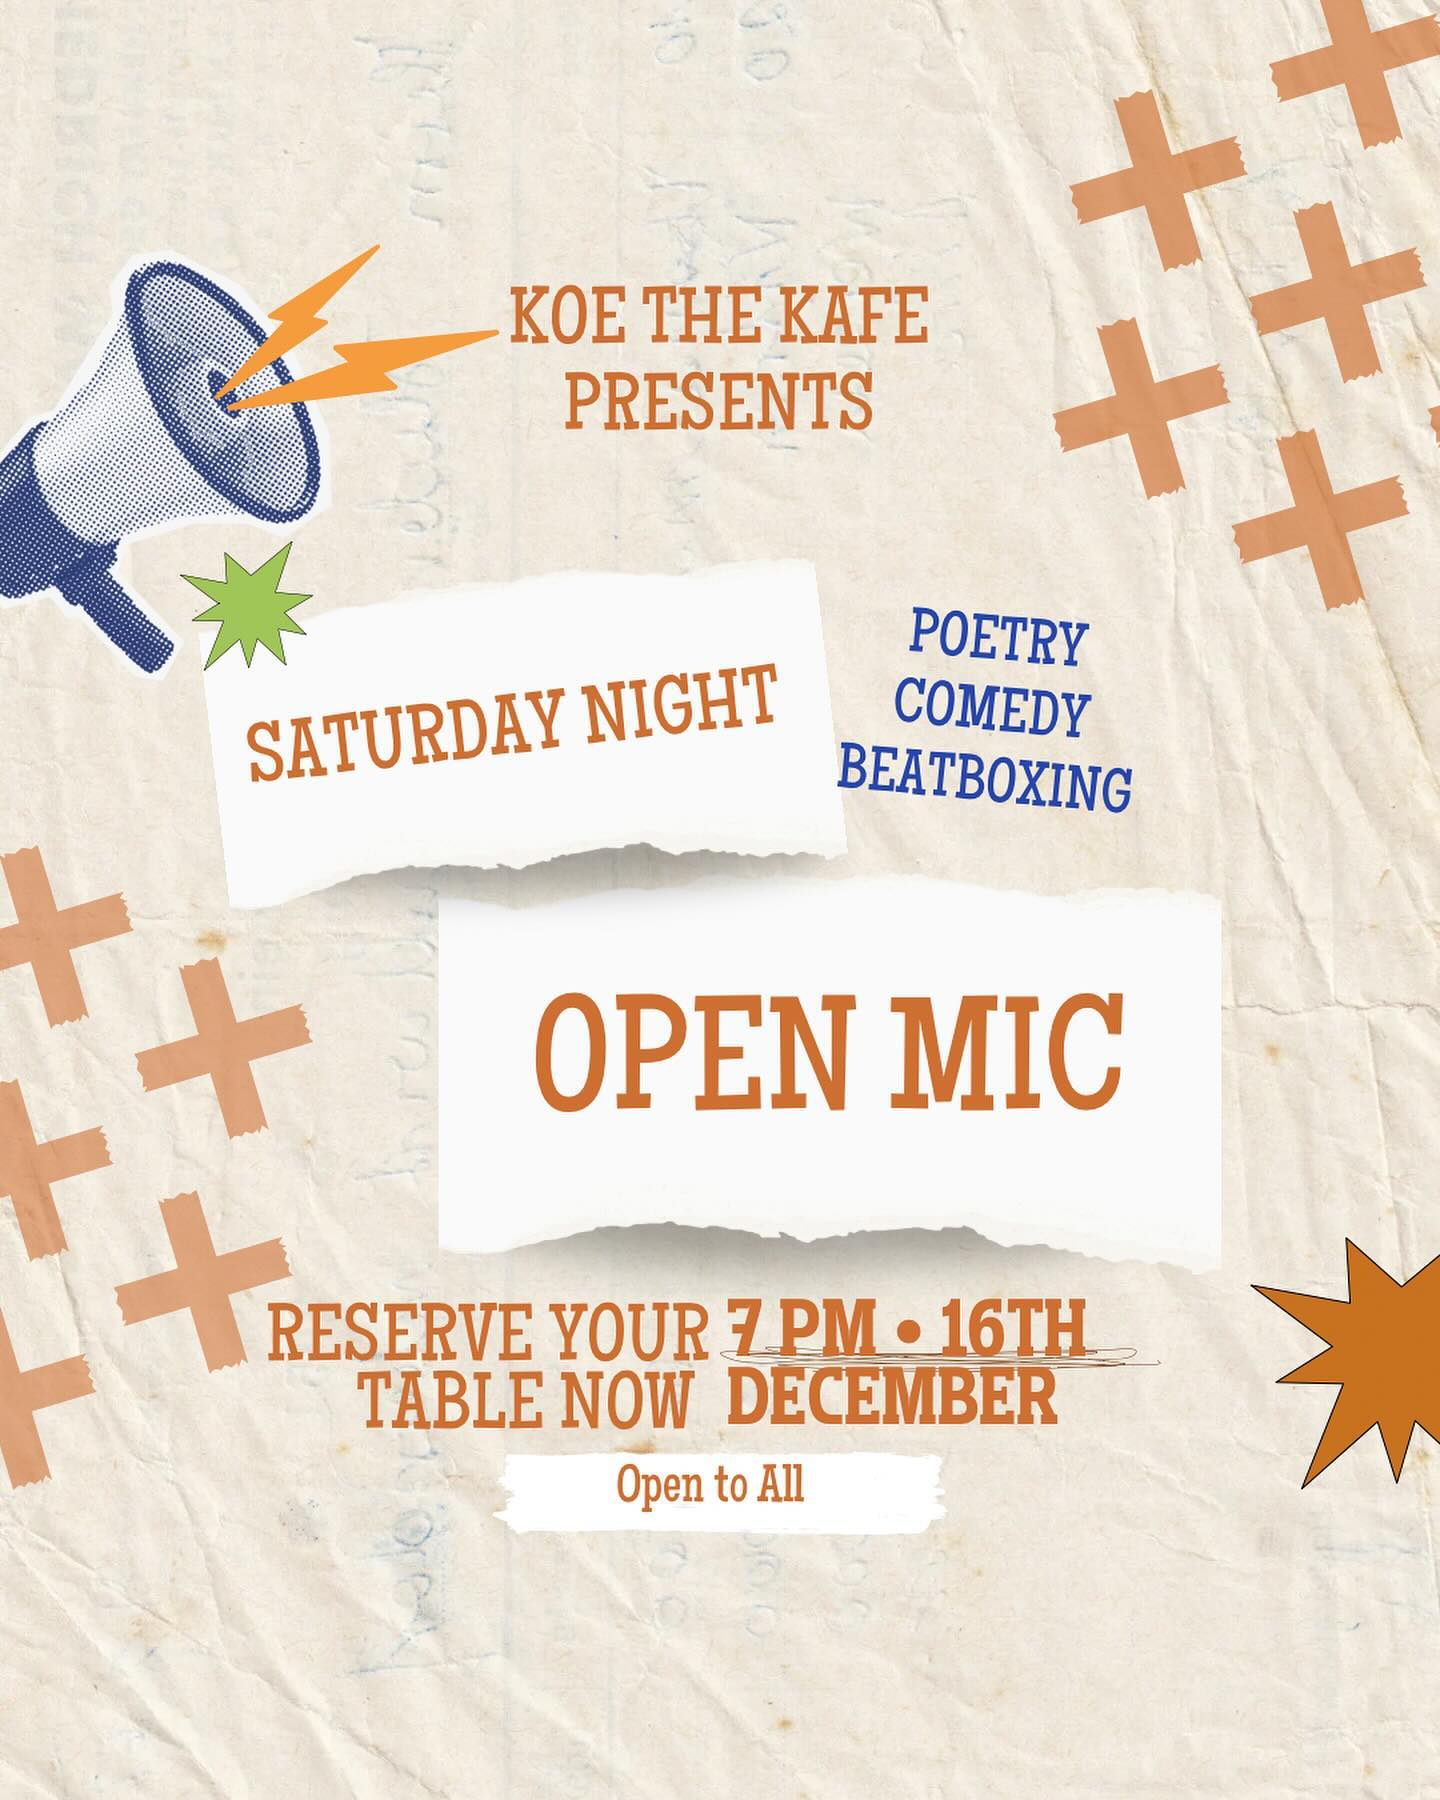 KOE THE KAFE
PRESENTS
SATURDAY NIGHT
POETRY
COMEDY
BEATBOXING
OPEN MIC
RESERVE YOUR
TABLE NOW
7 PM • 16TH
DECEMBER
Open to All